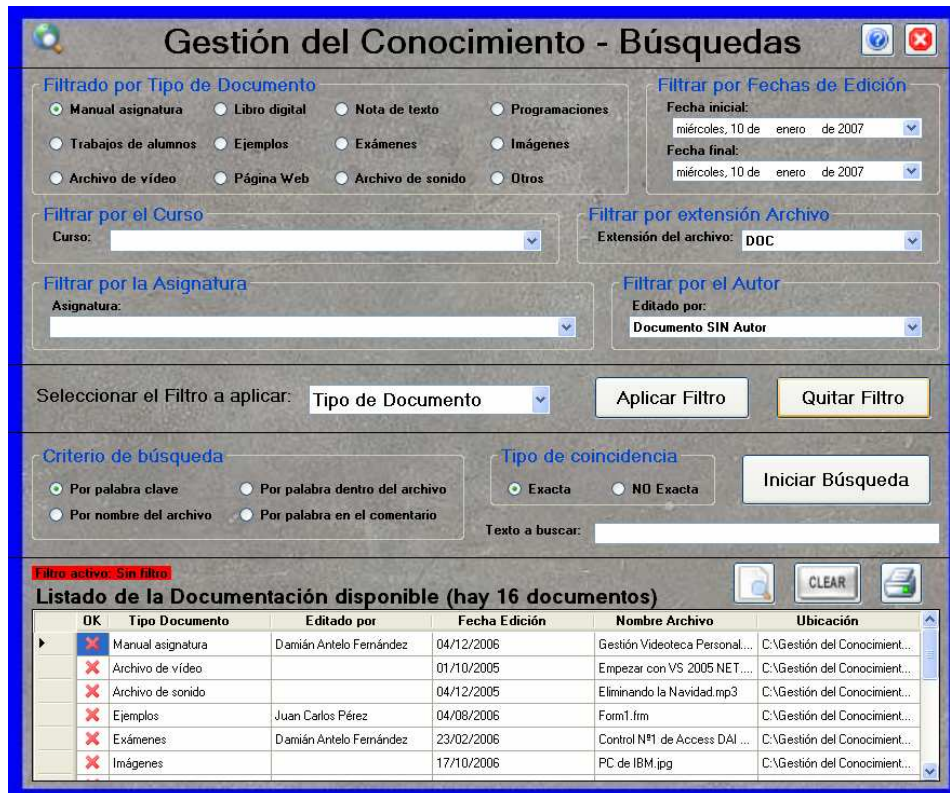 Gestión del Conocimiento - Búsquedas
Filtrado por Tipo de Documento
Manual asignatura Libro digital Nota de texto Programaciones
Trabajos de alumnos Ejemplos Exámenes Imágenes
Archivo de vídeo Página Web Archivo de sonido Otros
Filtrar por Fechas de Edición
Fecha inicial:
miércoles, 10 de enero de 2007
Fecha final:
miércoles, 10 de enero de 2007
Filtrar por el Curso
Curso:
Filtrar por extensión Archivo
Extensión del archivo: DOC
Filtrar por la Asignatura
Asignatura:
Filtrar por el Autor
Editado por:
Documento SIN Autor
Seleccionar el Filtro a aplicar: Tipo de Documento Aplicar Filtro Quitar Filtro
Criterio de búsqueda
Por palabra clave Por palabra dentro del archivo
Por nombre del archivo Por palabra en el comentario
Tipo de coincidencia
Exacta NO Exacta
Iniciar Búsqueda
Texto a buscar:
Filtro activo: Sin filtro
CLEAR
Listado de la Documentación disponible (hay 16 documentos)
OK Tipo Documento Editado por Fecha Edición Nombre Archivo Ubicación
Manual asignatura Damián Antelo Fernández 04/12/2006 Gestión Videoteca Personal.... C:\Gestión del Conocimient...
Archivo de vídeo 01/10/2005 Empezar con VS 2005 NET.... C:\Gestión del Conocimient...
Archivo de sonido 04/12/2005 Eliminando la Navidad.mp3 C:\Gestión del Conocimient...
Ejemplos Juan Carlos Pérez 04/08/2006 Form1.frm C:\Gestión del Conocimient...
Exámenes Damián Antelo Fernández 23/02/2006 Control Nº1 de Access DAI ... C:\Gestión del Conocimient...
Imágenes 17/10/2006 PC de IBM.jpg C:\Gestión del Conocimient...